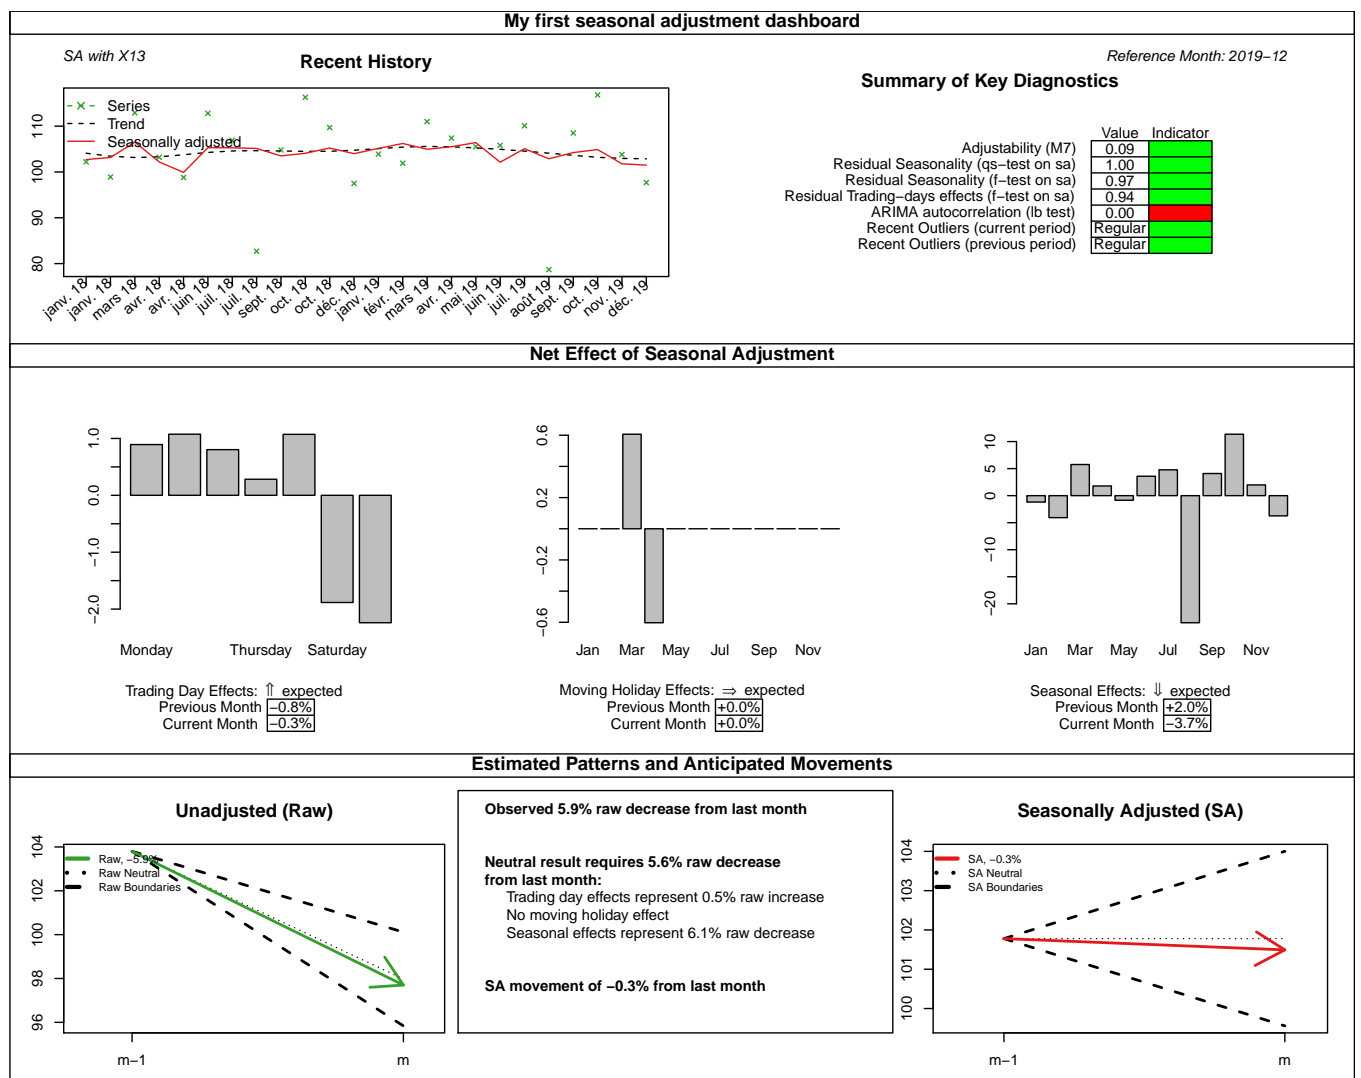 My first seasonal adjustment dashboard
SA with X13
Reference Month: 2019−12
Recent History
Series
Trend
Seasonally adjusted
110
100
90
80
janv. 18
janv. 18
mars 18
avr. 18
avr. 18
juin 18
juil. 18
juil. 18
sept. 18
oct. 18
oct. 18
déc. 18
janv. 19
févr. 19
mars 19
avr. 19
mai 19
juin 19
juil. 19
août 19
sept. 19
oct. 19
nov. 19
déc. 19
Summary of Key Diagnostics
Value Indicator
Adjustability (M7) 0.09
Residual Seasonality (qs−test on sa) 1.00
Residual Seasonality (f−test on sa) 0.97
Residual Trading−days effects (f−test on sa) 0.94
ARIMA autocorrelation (lb test) 0.00
Recent Outliers (current period) Regular
Recent Outliers (previous period) Regular
Net Effect of Seasonal Adjustment
1.0
0.0
−1.0
−2.0
Monday Thursday Saturday
Trading Day Effects: ⇑ expected
Previous Month −0.8%
Current Month −0.3%
0.6
0.2
−0.2
−0.6
Jan Mar May Jul Sep Nov
Moving Holiday Effects: ⇒ expected
Previous Month +0.0%
Current Month +0.0%
10
5
0
−10
−20
Jan Mar May Jul Sep Nov
Seasonal Effects: ⇓ expected
Previous Month +2.0%
Current Month −3.7%
Estimated Patterns and Anticipated Movements
Unadjusted (Raw)
104
102
100
98
96
Raw, −5.9%
Raw Neutral
Raw Boundaries
m−1 m
Observed 5.9% raw decrease from last month
Neutral result requires 5.6% raw decrease
from last month:
Trading day effects represent 0.5% raw increase
No moving holiday effect
Seasonal effects represent 6.1% raw decrease
SA movement of −0.3% from last month
Seasonally Adjusted (SA)
104
103
102
101
100
SA, −0.3%
SA Neutral
SA Boundaries
m−1 m